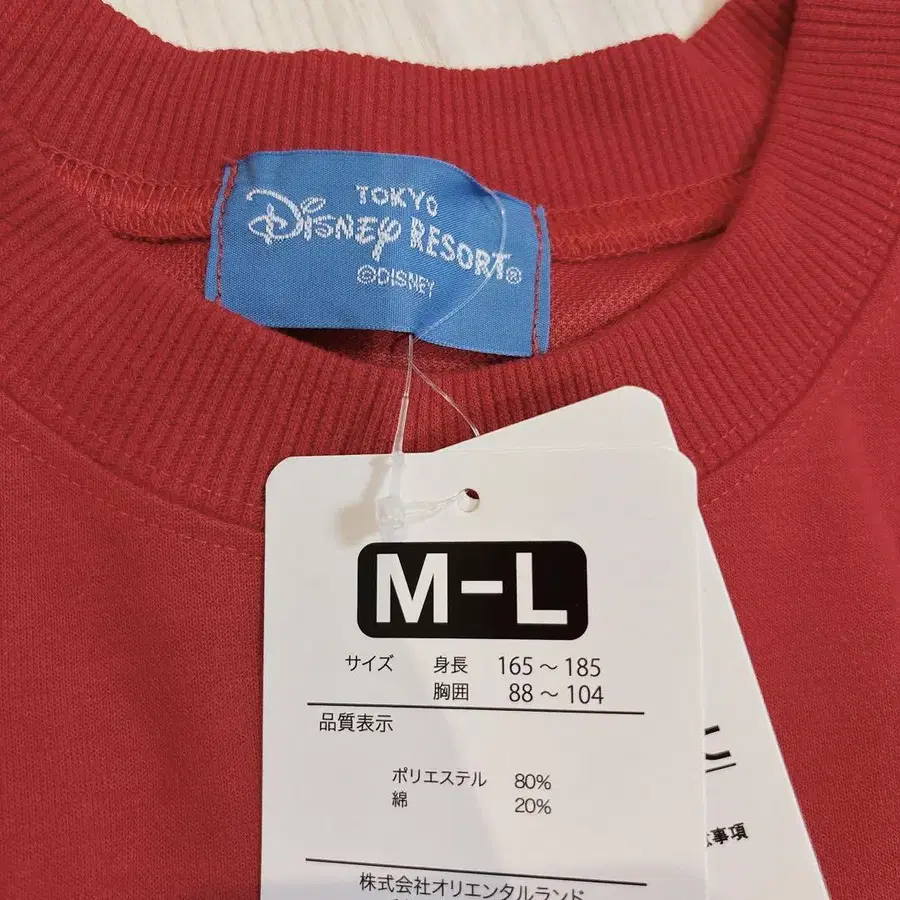 TOKYO
Disney RESORT®
©DISNEY
M-L
サイズ 身長 165～185
胸囲 88～104
品質表示
ポリエステル 80%
綿 20%
株式会社オリエンタルランド
事項